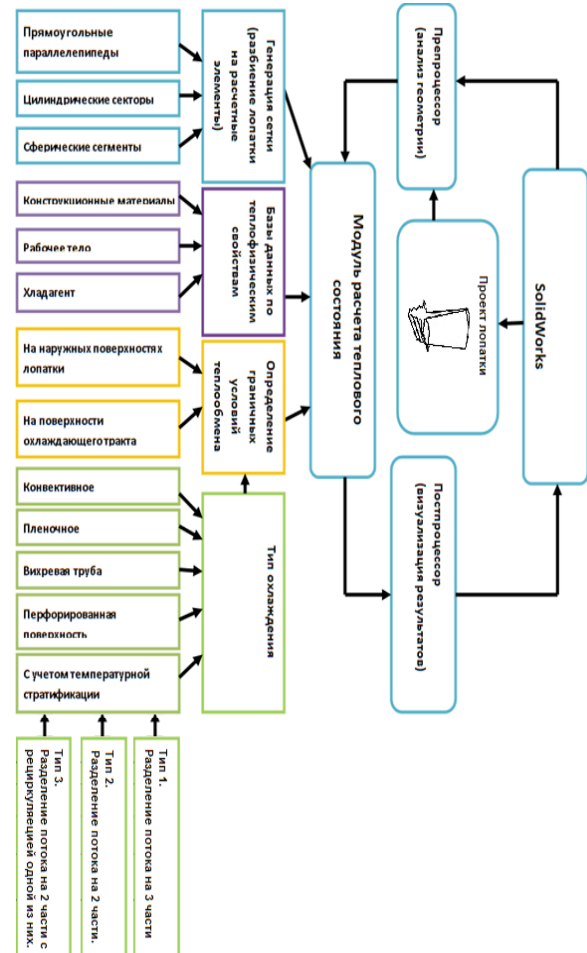 SolidWorks
Препроцессор
(анализ геометрии)
Проект лопатки
Постпроцессор
(визуализация результатов)
Модуль расчета теплового
состояния
Генерация сетки
(разбиение лопатки
на расчетные
элементы)
Базы данных по
теплофизическим
свойствам
Определение
граничных
условий
теплообмена
Тип охлаждения
Прямоугольные
параллелепипеды
Цилиндрические секторы
Сферические сегменты
Конструкционные материалы
Рабочее тело
Хладагент
На наружных поверхностях
лопатки
На поверхности
охлаждающего тракта
Конвективное
Пленочное
Вихревая труба
Перфорированная
поверхность
С учетом температурной
стратификации
Тип 1.
Разделение потока на 3 части
Тип 2.
Разделение потока на 2 части.
Тип 3.
Разделение потока на 2 части с
рециркуляецией одной из них.